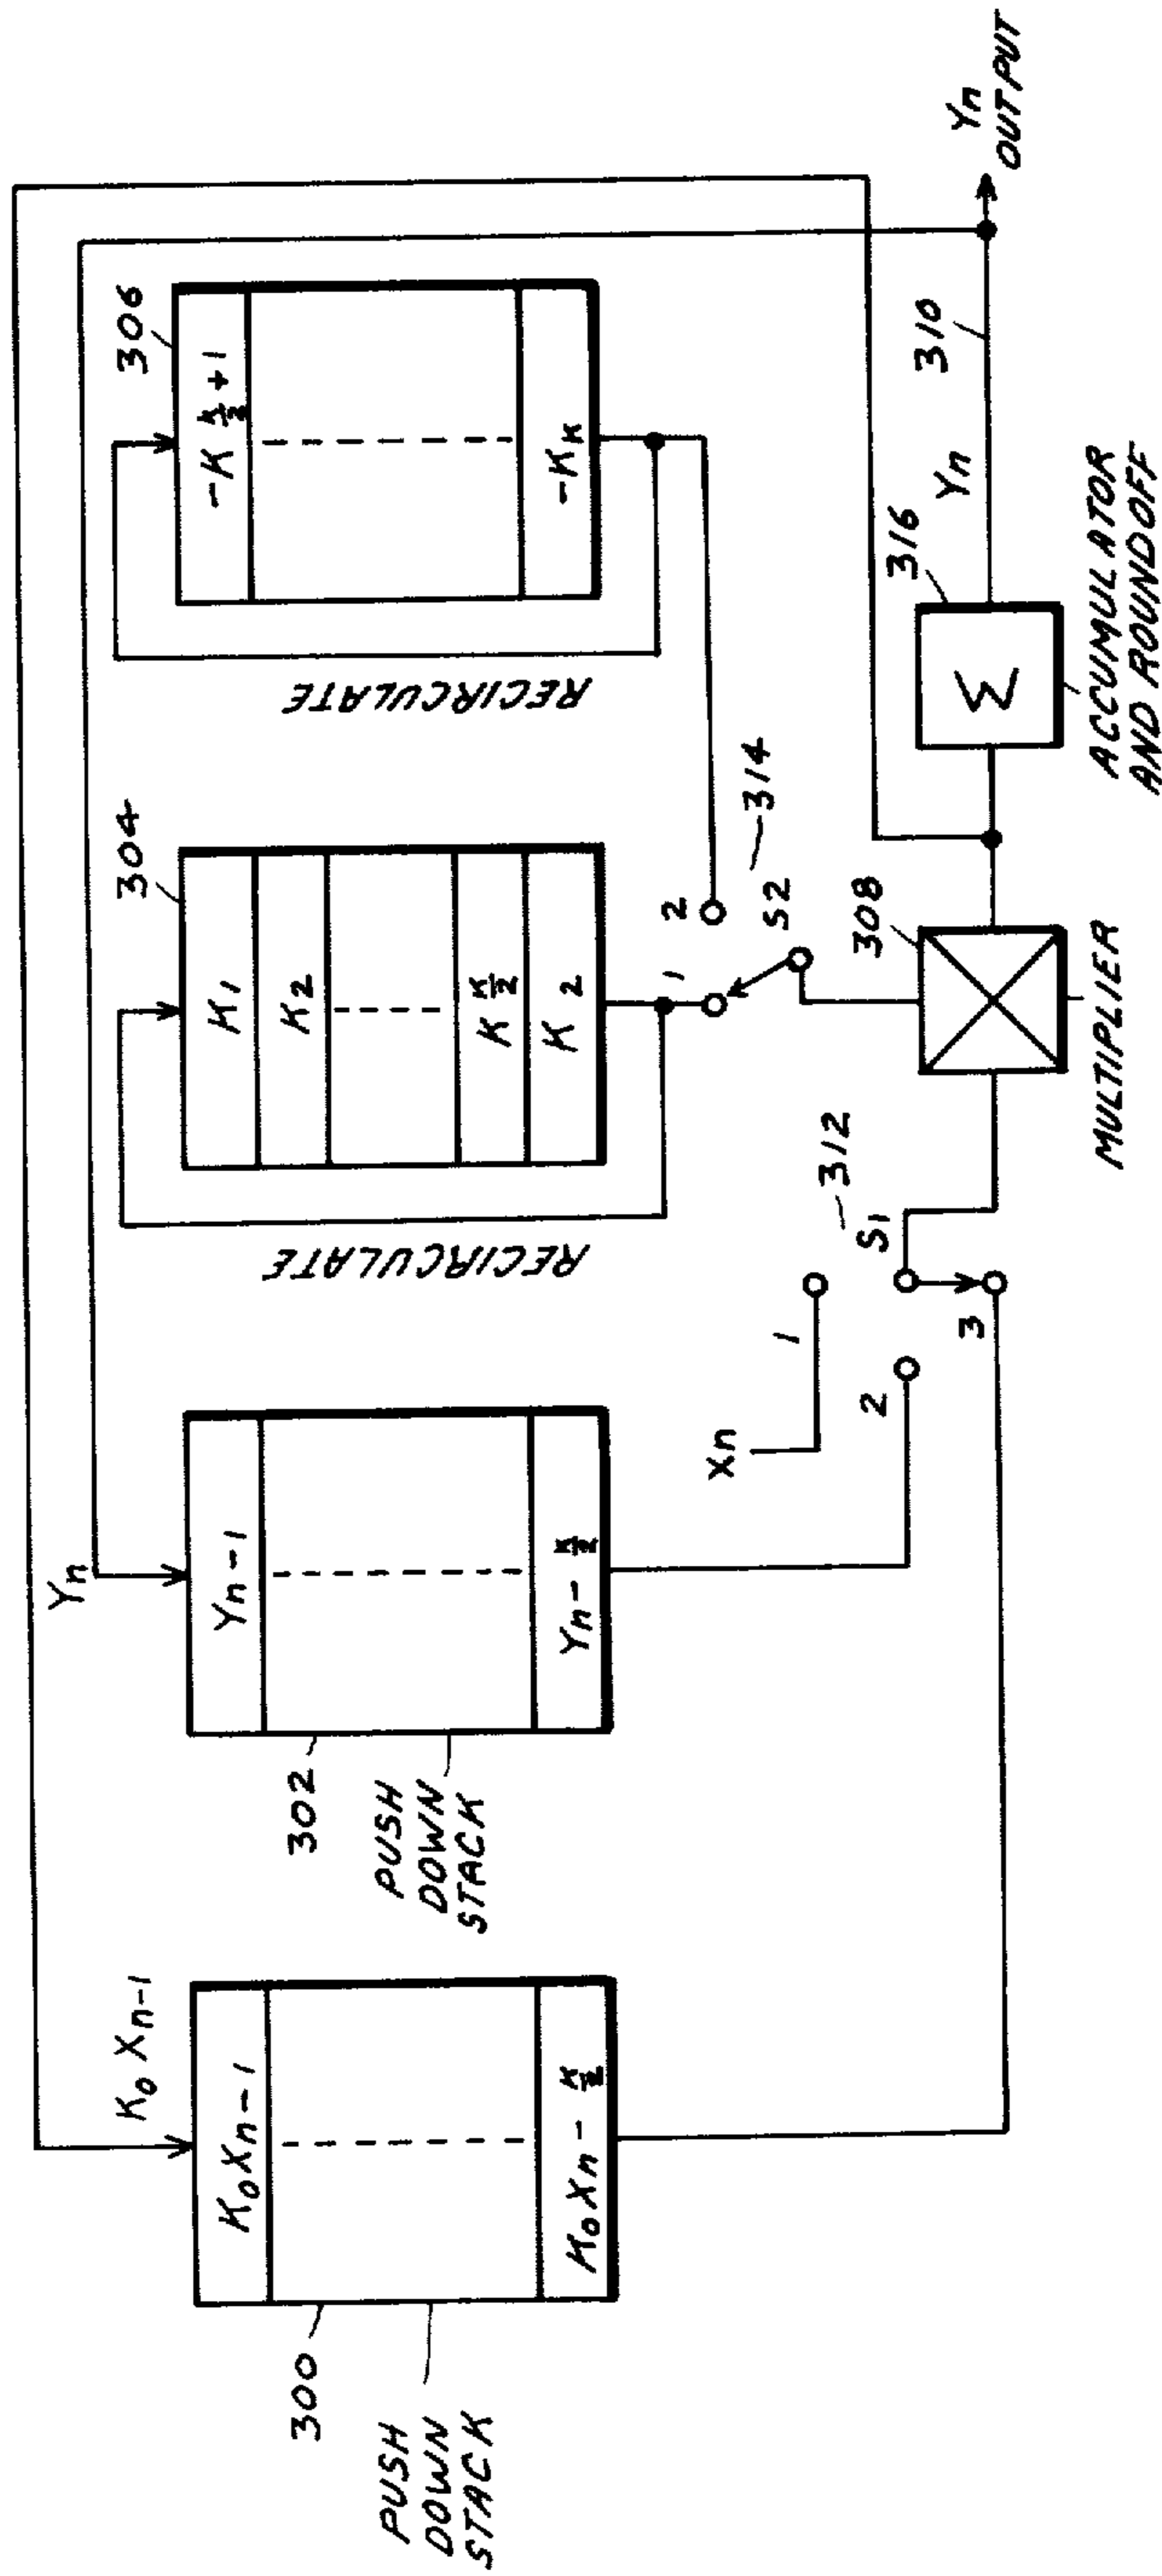 K₀ Xₙ₋₁
K₀Xₙ-1
K₀Xₙ- K/2
300
PUSH
DOWN
STACK
Yₙ
Yₙ-1
Yₙ- K/2
302
PUSH
DOWN
STACK
304
K₁
K₂
K K/2
K 2
RECIRCULATE
306
-K K/2 + 1
-Kₖ
RECIRCULATE
Xₙ
1
2
3
S₁
312
1
2
S2
314
308
MULTIPLIER
316
Σ
ACCUMULATOR
AND ROUNDOFF
Yₙ
310
Yₙ
OUTPUT